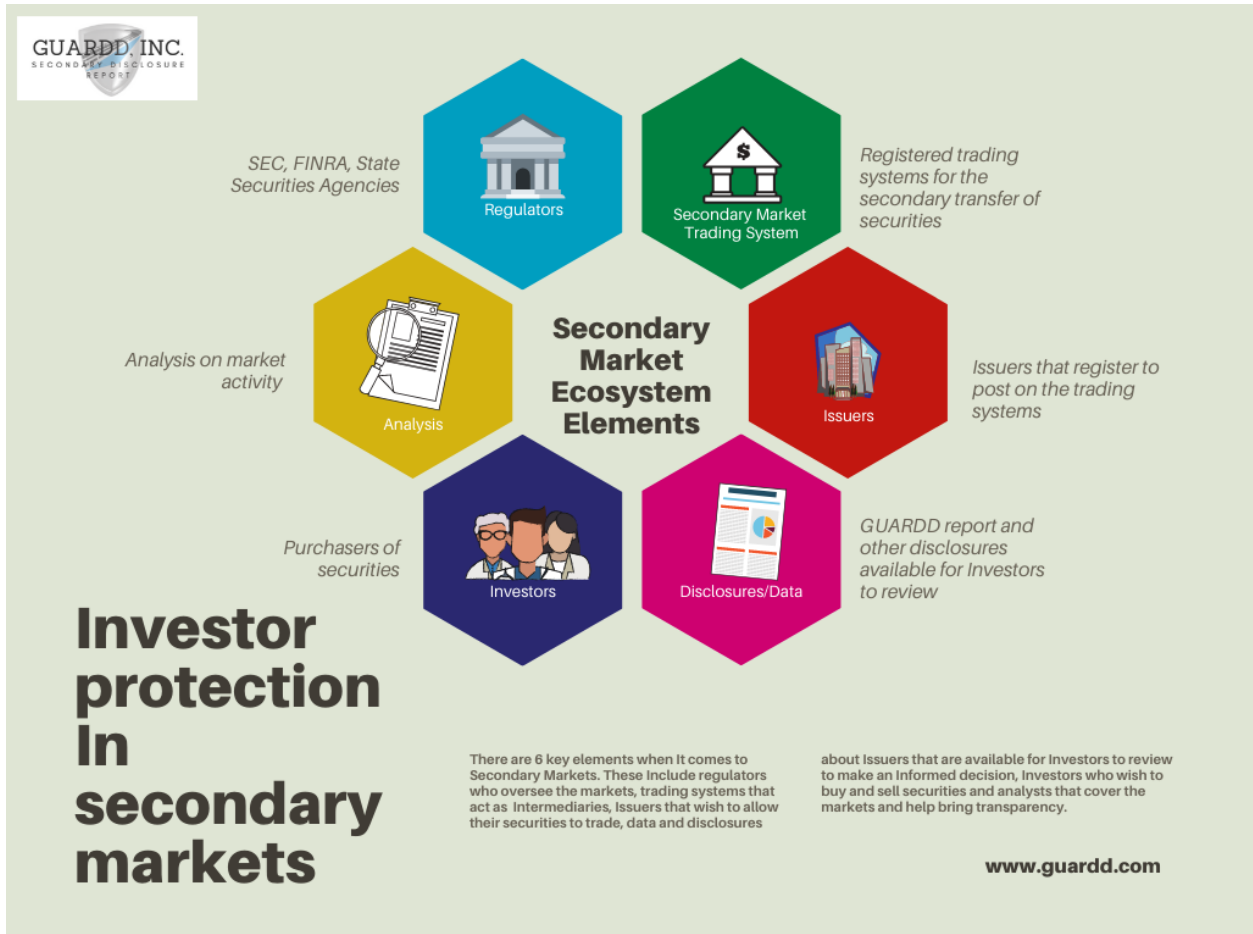 GUARDD, INC.
SECONDARY DISCLOSURE
REPORT
SEC, FINRA, State
Securities Agencies
Regulators
Secondary Market
Trading System
Registered trading
systems for the
secondary transfer of
securities
$
Analysis on market
activity
Analysis
Secondary
Market
Ecosystem
Elements
Issuers
Issuers that register to
post on the trading
systems
Purchasers of
securities
Investors
Disclosures/Data
GUARDD report and
other disclosures
available for Investors
to review
Investor
protection
In
secondary
markets
There are 6 key elements when It comes to
Secondary Markets. These Include regulators
who oversee the markets, trading systems that
act as Intermediaries, Issuers that wish to allow
their securities to trade, data and disclosures
about Issuers that are available for Investors to review
to make an Informed decision, Investors who wish to
buy and sell securities and analysts that cover the
markets and help bring transparency.
www.guardd.com